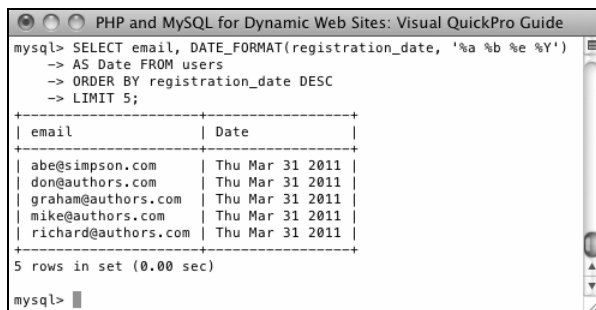 PHP and MySQL for Dynamic Web Sites: Visual QuickPro Guide
mysql> SELECT email, DATE_FORMAT(registration_date, '%a %b %e %Y')
    -> AS Date FROM users
    -> ORDER BY registration_date DESC
    -> LIMIT 5;
+---------------------+-----------------+
| email               | Date            |
+---------------------+-----------------+
| abe@simpson.com     | Thu Mar 31 2011 |
| don@authors.com     | Thu Mar 31 2011 |
| graham@authors.com  | Thu Mar 31 2011 |
| mike@authors.com    | Thu Mar 31 2011 |
| richard@authors.com | Thu Mar 31 2011 |
+---------------------+-----------------+
5 rows in set (0.00 sec)
mysql>